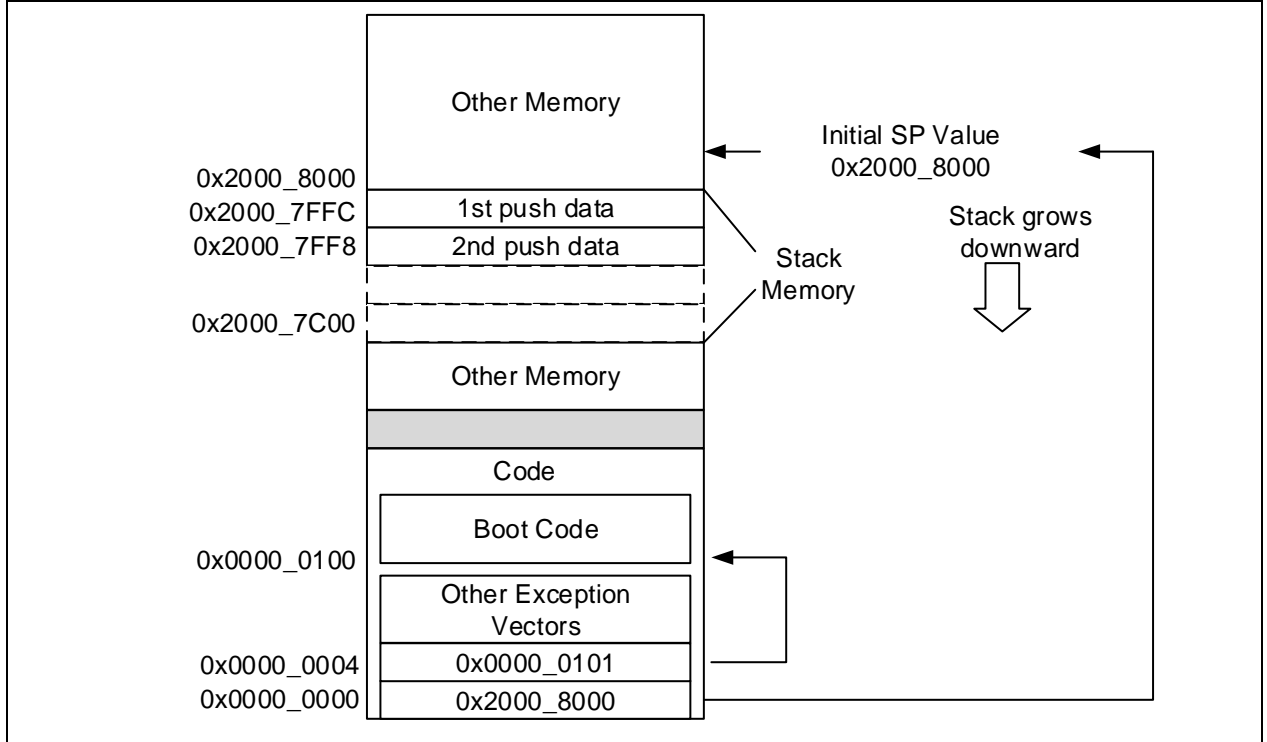 Other Memory
Initial SP Value
0x2000_8000
0x2000_8000
0x2000_7FFC
1st push data
Stack grows
downward
0x2000_7FF8
2nd push data
Stack
Memory
0x2000_7C00
Other Memory
Code
Boot Code
0x0000_0100
Other Exception
Vectors
0x0000_0004
0x0000_0101
0x0000_0000
0x2000_8000